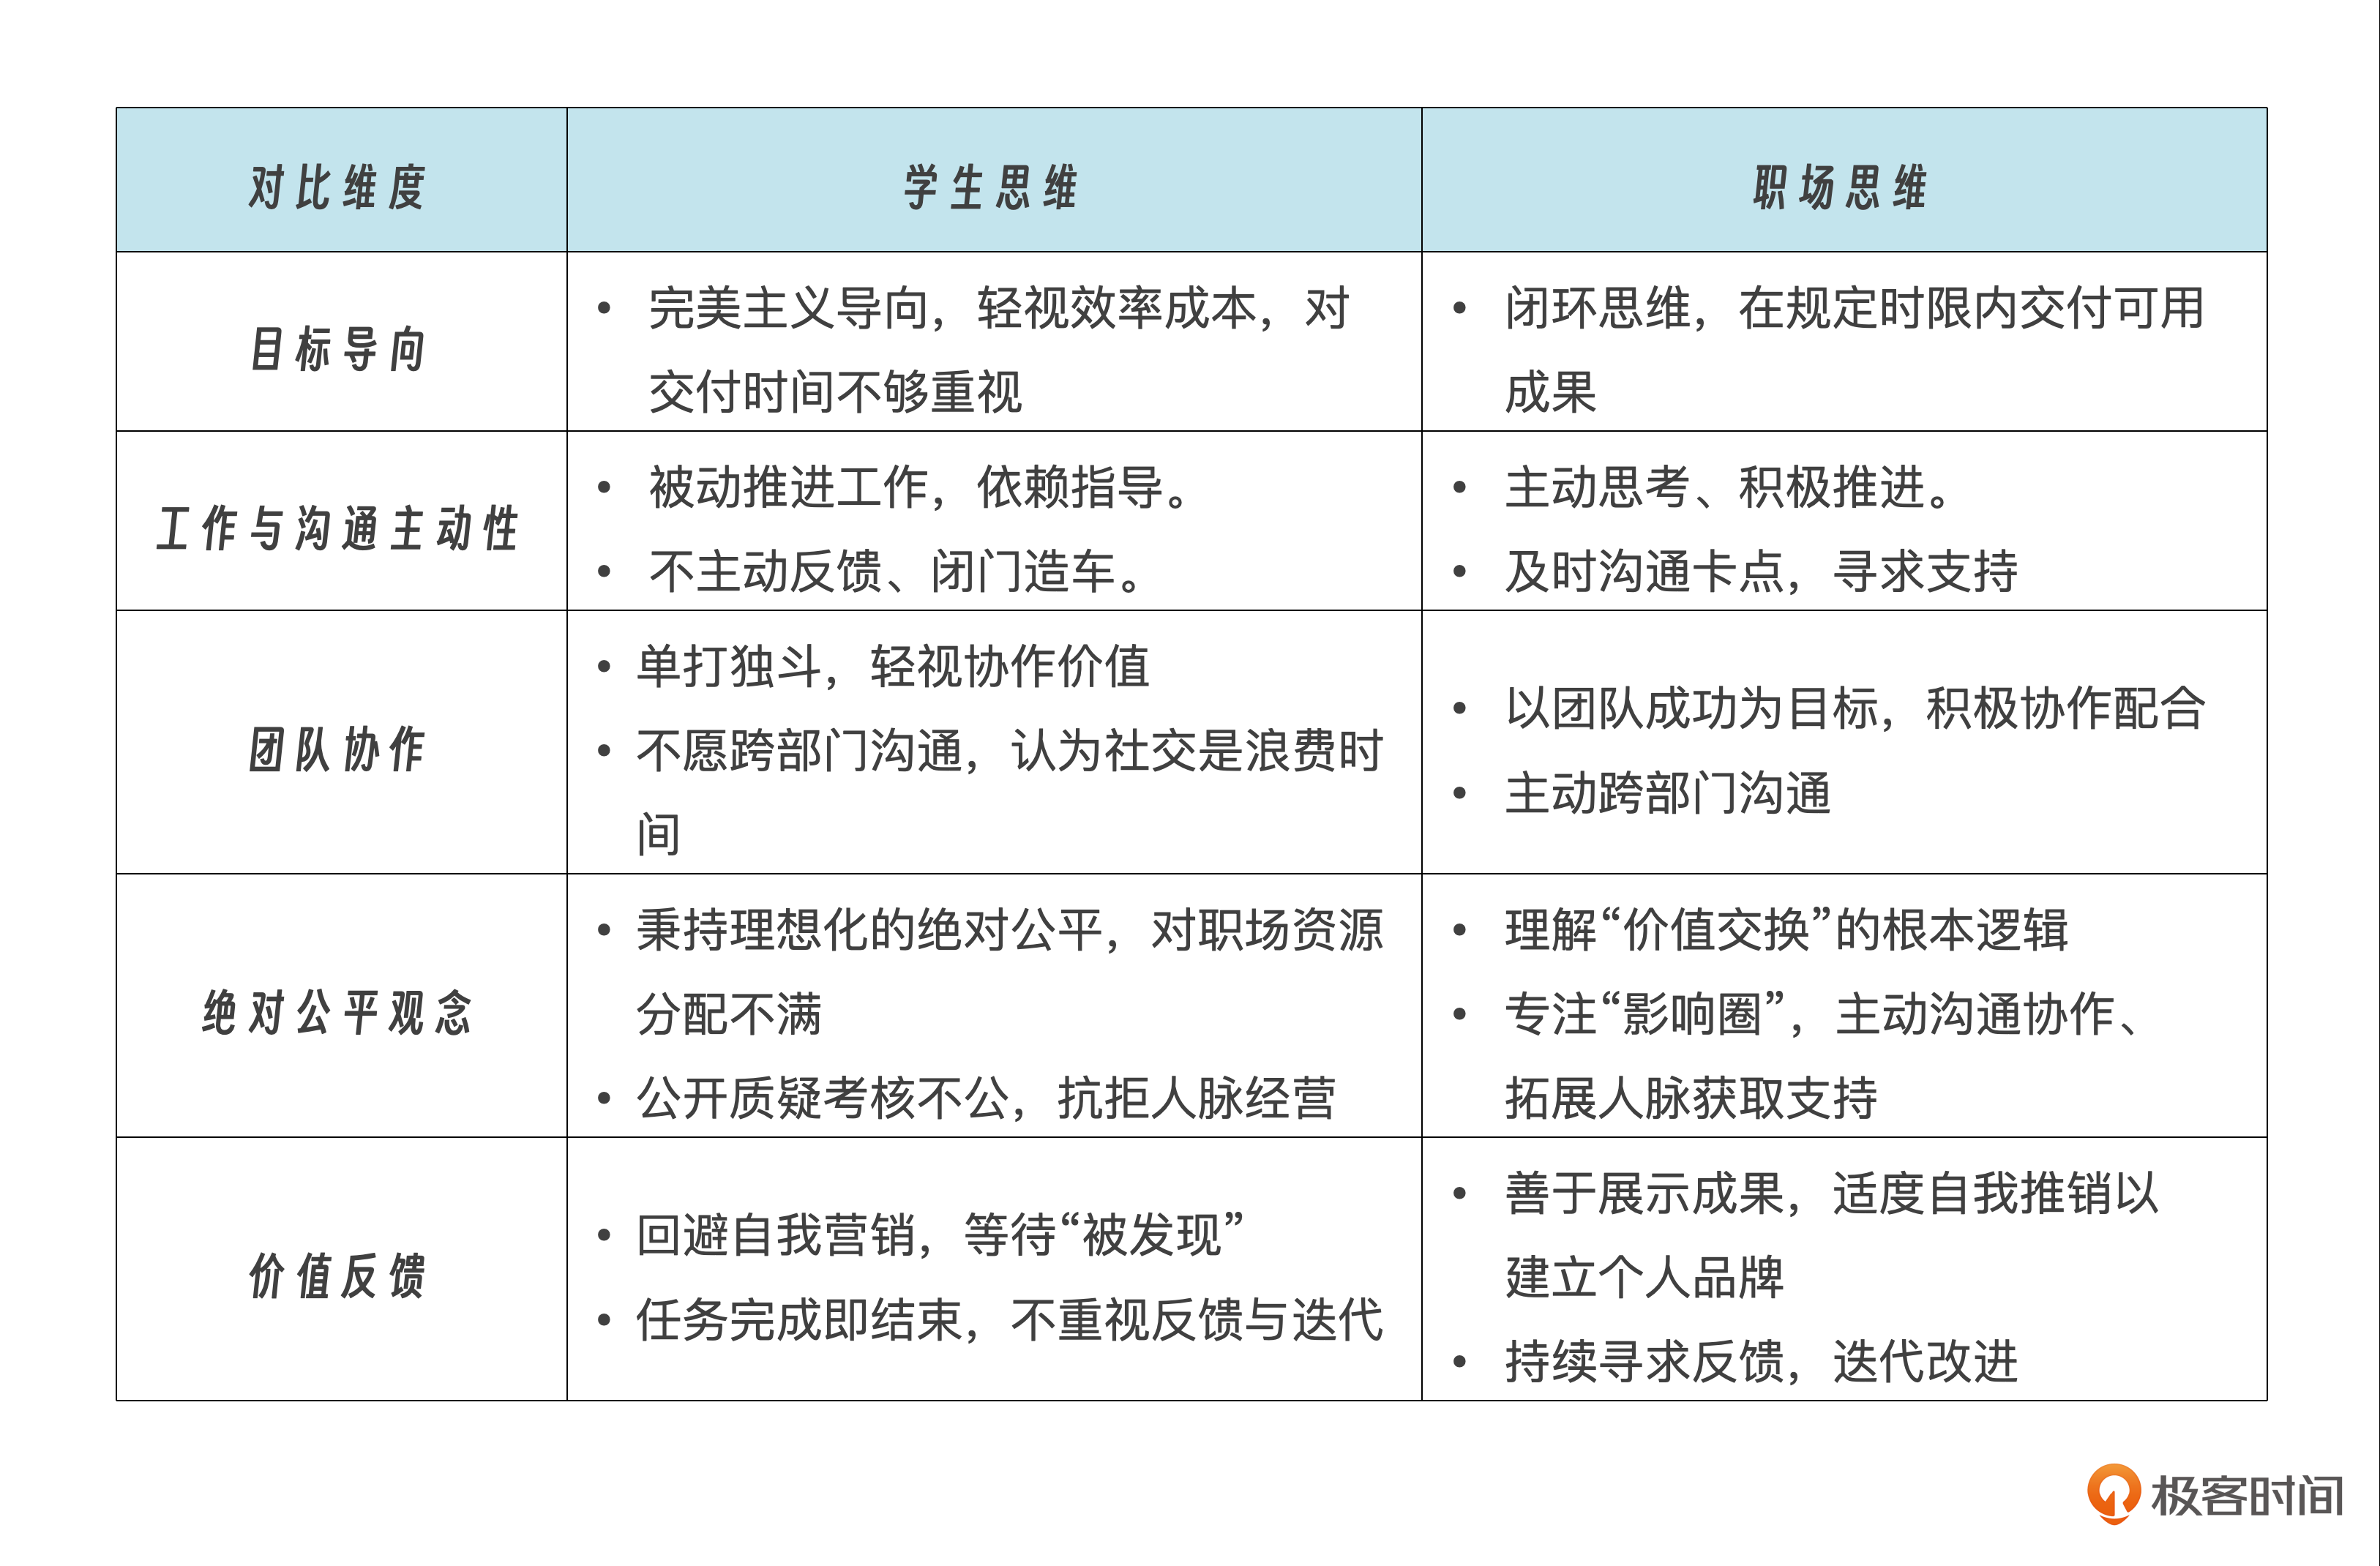 对比维度
学生思维
职场思维
目标导向
• 完美主义导向，轻视效率成本，对
交付时间不够重视
• 闭环思维，在规定时限内交付可用
成果
工作与沟通主动性
• 被动推进工作，依赖指导。
• 不主动反馈、闭门造车。
• 主动思考、积极推进。
• 及时沟通卡点，寻求支持
团队协作
• 单打独斗，轻视协作价值
• 不愿跨部门沟通，认为社交是浪费时
间
• 以团队成功为目标，积极协作配合
• 主动跨部门沟通
绝对公平观念
• 秉持理想化的绝对公平，对职场资源
分配不满
• 公开质疑考核不公，抗拒人脉经营
• 理解“价值交换”的根本逻辑
• 专注“影响圈”，主动沟通协作、
拓展人脉获取支持
价值反馈
• 回避自我营销，等待“被发现”
• 任务完成即结束，不重视反馈与迭代
• 善于展示成果，适度自我推销以
建立个人品牌
• 持续寻求反馈，迭代改进
极客时间